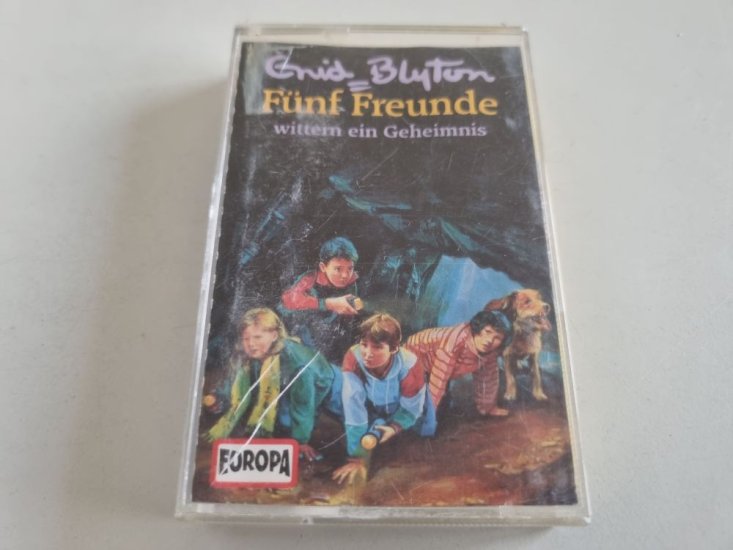 Enid Blyton
Fünf Freunde
wittern ein Geheimnis
EUROPA